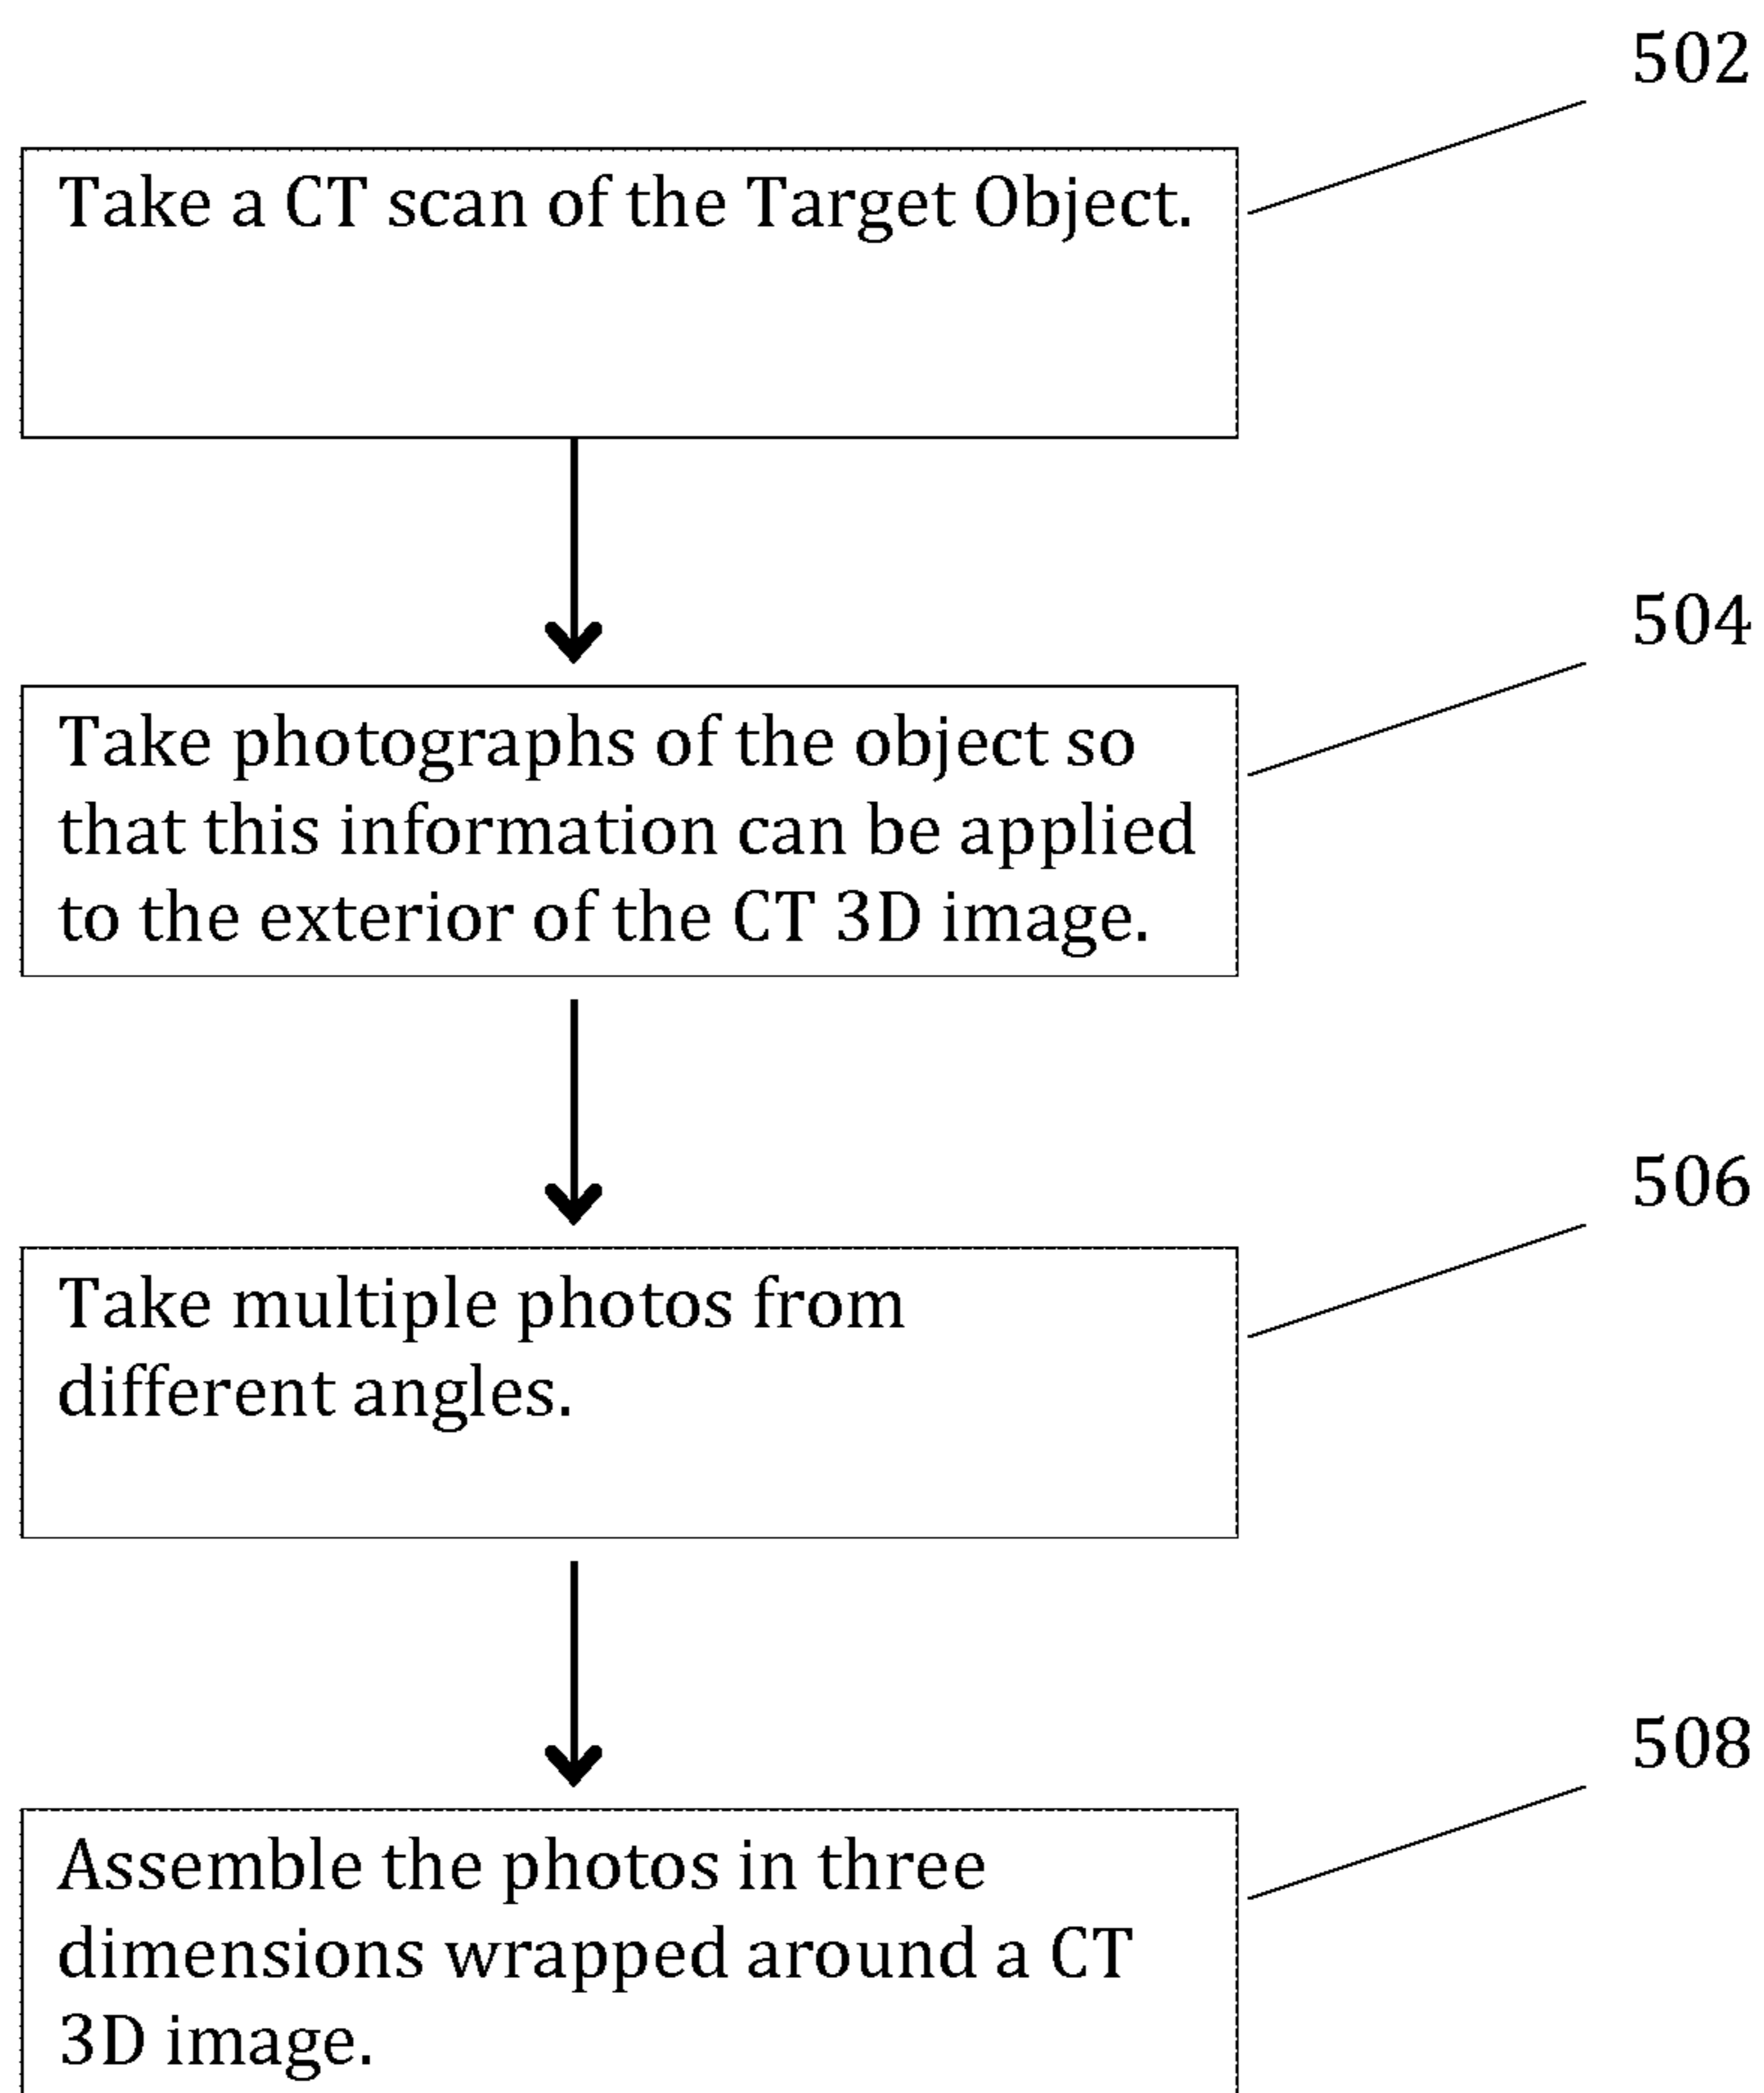 502
Take a CT scan of the Target Object.
504
Take photographs of the object so
that this information can be applied
to the exterior of the CT 3D image.
506
Take multiple photos from
different angles.
508
Assemble the photos in three
dimensions wrapped around a CT
3D image.